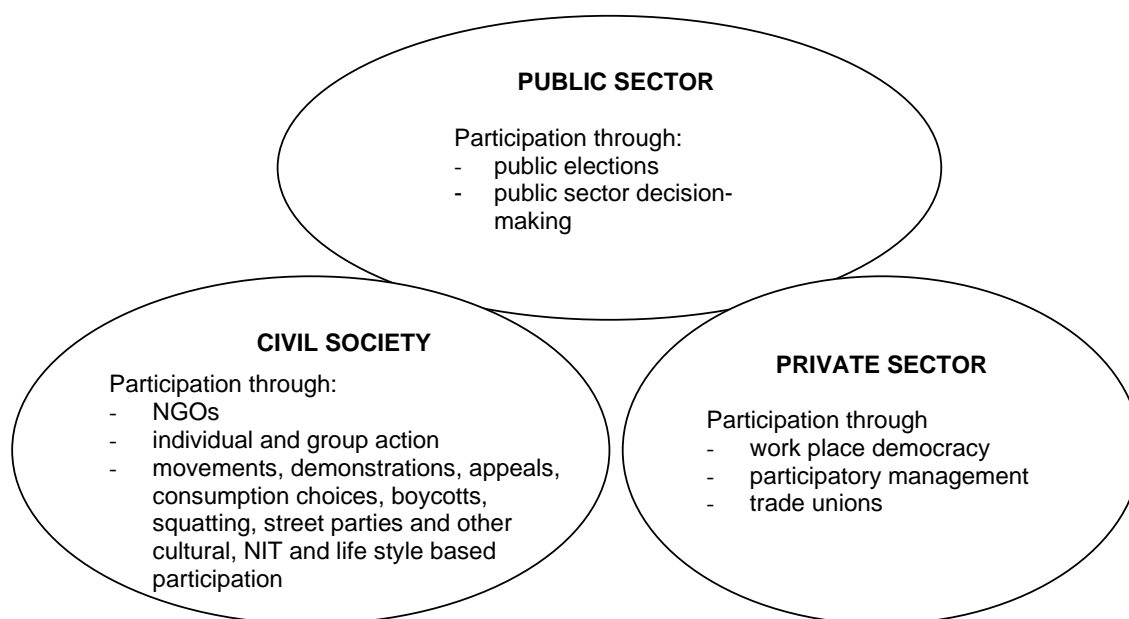 PUBLIC SECTOR
Participation through:
- public elections
- public sector decision-
making
CIVIL SOCIETY
Participation through:
- NGOs
- individual and group action
- movements, demonstrations, appeals,
consumption choices, boycotts,
squatting, street parties and other
cultural, NIT and life style based
participation
PRIVATE SECTOR
Participation through
- work place democracy
- participatory management
- trade unions